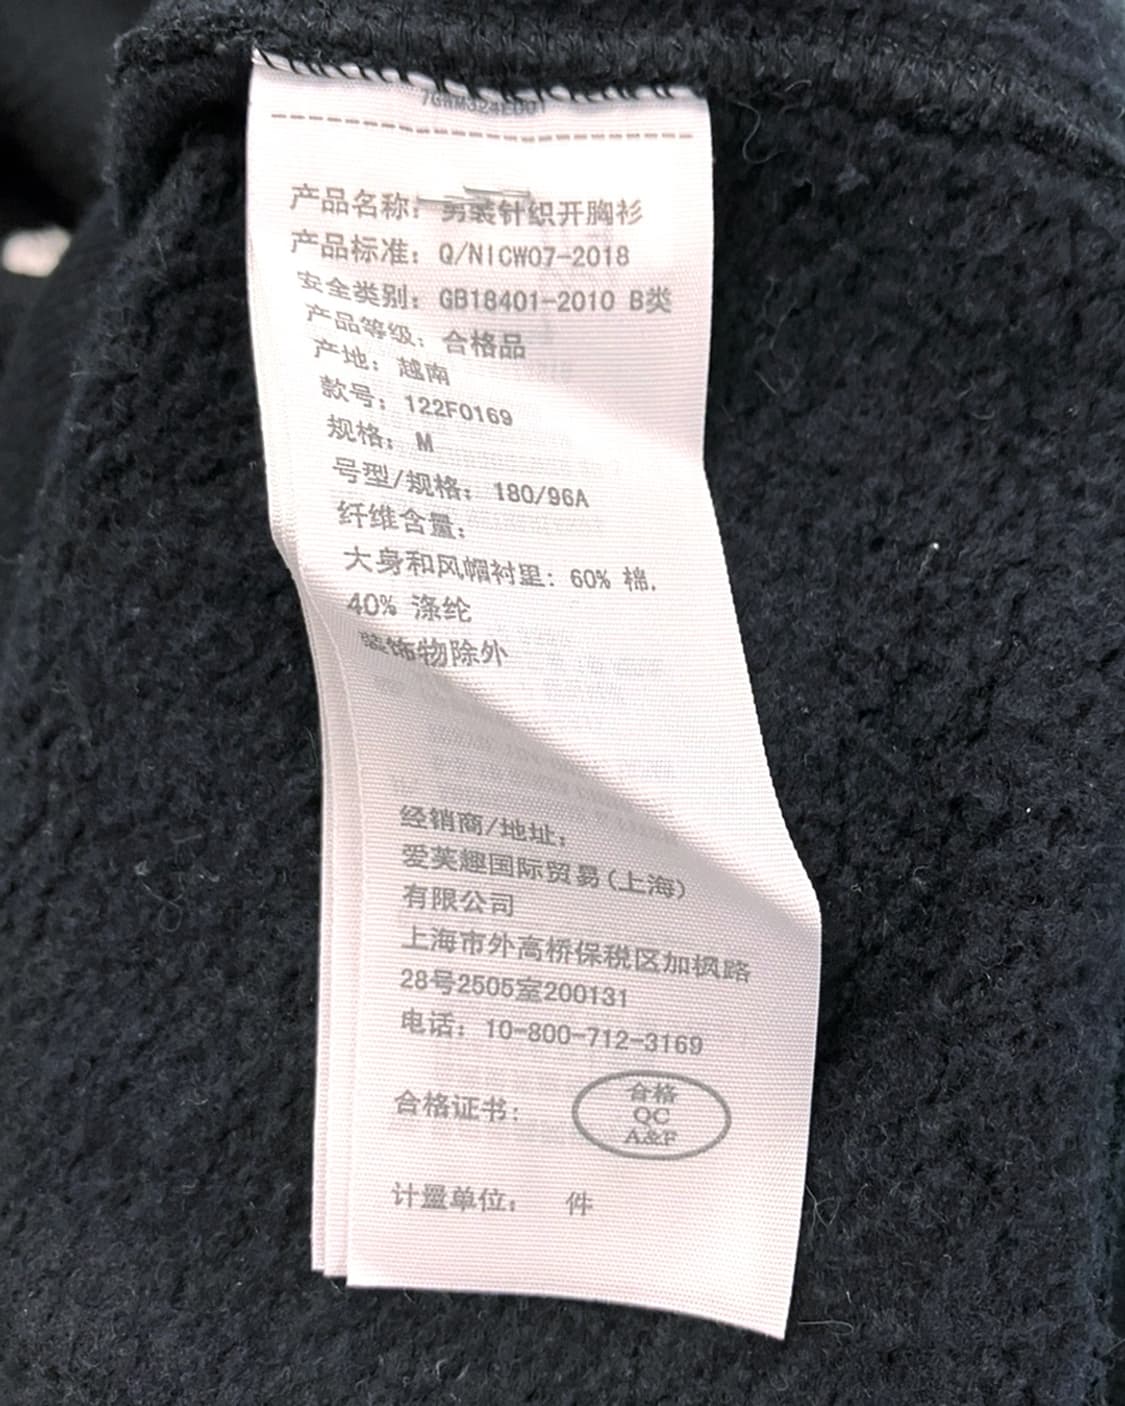 产品名称: 男装针织开胸衫
产品标准: Q/NICW07-2018
安全类别: GB18401-2010 B类
产品等级: 合格品
产地: 越南
款号: 122F0169
规格: M
号型/规格: 180/96A
纤维含量:
大身和风帽衬里: 60% 棉,
40% 涤纶
装饰物除外
经销商/地址:
爱芙趣国际贸易(上海)
有限公司
上海市外高桥保税区加枫路
28号2505室200131
电话: 10-800-712-3169
合格证书:
合格
QC
A&F
计量单位: 件